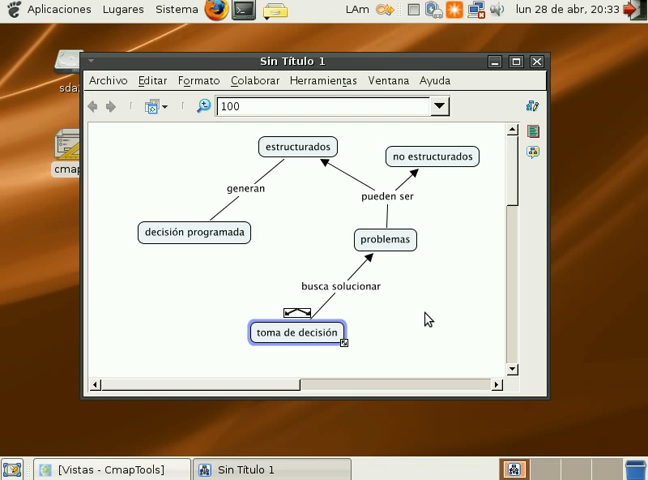 Aplicaciones Lugares Sistema LAm lun 28 de abr, 20:33
Sin Título 1
Archivo Editar Formato Colaborar Herramientas Ventana Ayuda
100
sda
cmap
estructurados
no estructurados
generan
pueden ser
decisión programada
problemas
busca solucionar
toma de decisión
[Vistas - CmapTools] Sin Título 1